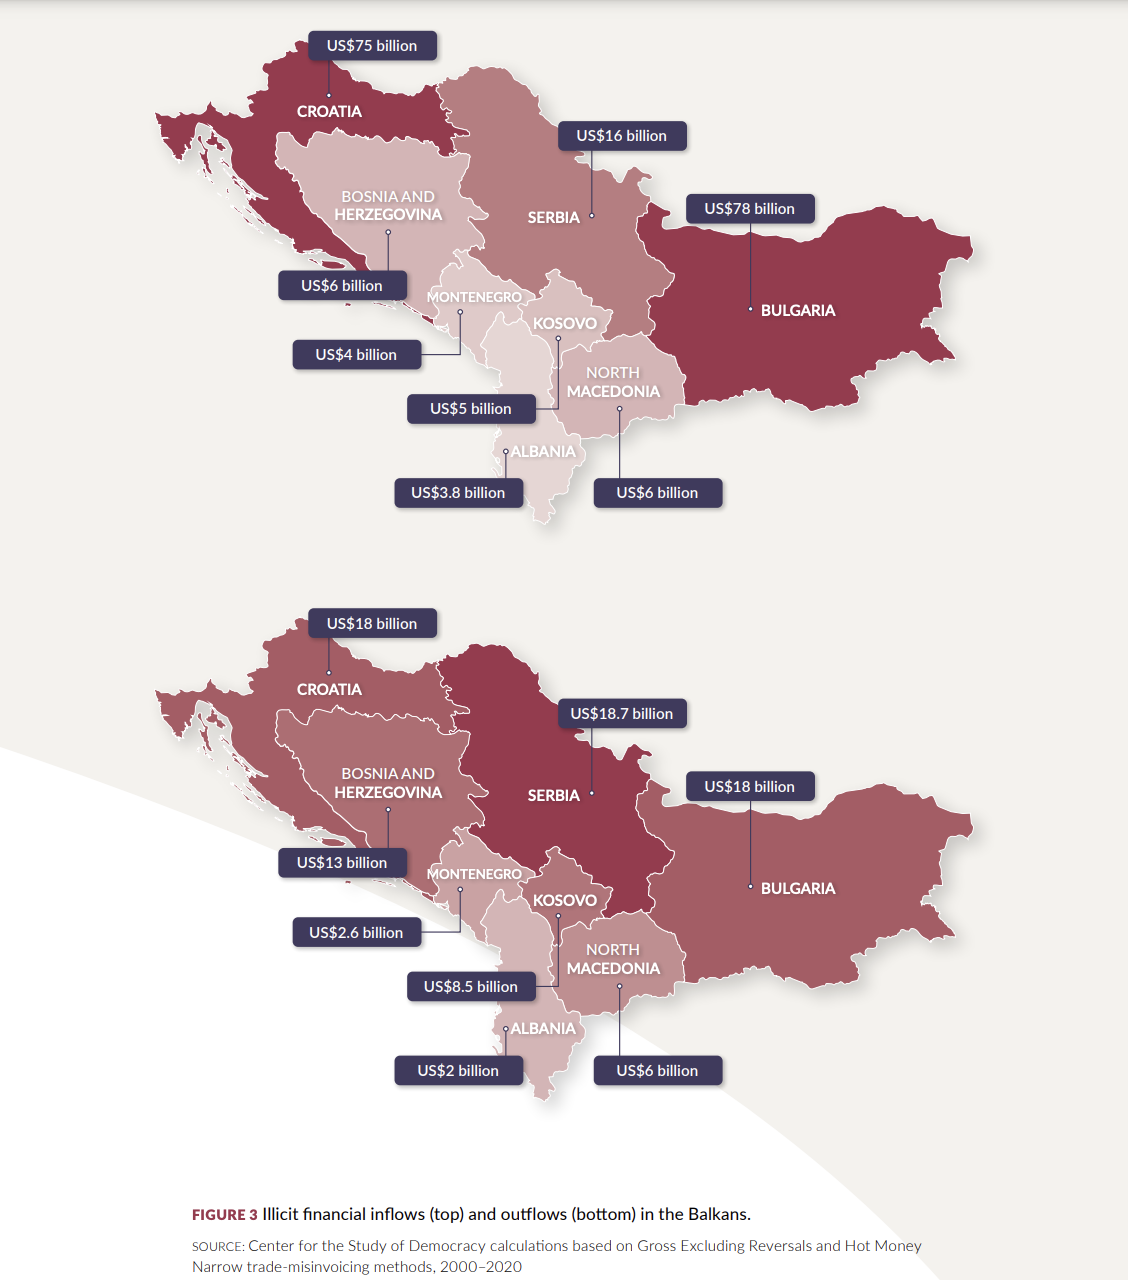 US$75 billion
CROATIA
US$16 billion
BOSNIA AND
HERZEGOVINA
SERBIA
US$78 billion
US$6 billion
MONTENEGRO
KOSOVO
BULGARIA
US$4 billion
NORTH
MACEDONIA
US$5 billion
ALBANIA
US$3.8 billion
US$6 billion
US$18 billion
CROATIA
US$18.7 billion
BOSNIA AND
HERZEGOVINA
SERBIA
US$18 billion
US$13 billion
MONTENEGRO
KOSOVO
BULGARIA
US$2.6 billion
NORTH
MACEDONIA
US$8.5 billion
ALBANIA
US$2 billion
US$6 billion
FIGURE 3 Illicit financial inflows (top) and outflows (bottom) in the Balkans.
SOURCE: Center for the Study of Democracy calculations based on Gross Excluding Reversals and Hot Money
Narrow trade-misinvoicing methods, 2000–2020